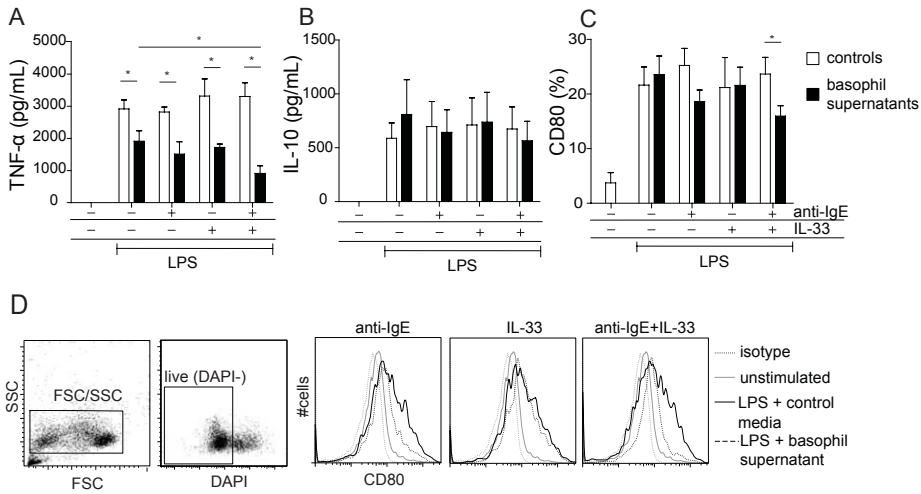 A
TNF-α (pg/mL)
6000
5000
4000
3000
2000
1000
0
*
* * * *
– – + – +
– – – + +
LPS
B
IL-10 (pg/mL)
1500
1000
500
0
– – + – +
– – – + +
LPS
C
CD80 (%)
30
20
10
0
*
– – + – + anti-IgE
– – – + + IL-33
LPS
controls
basophil
supernatants
D
SSC
FSC/SSC
FSC
live (DAPI-)
DAPI
#cells
anti-IgE
IL-33
anti-IgE+IL-33
CD80
isotype
unstimulated
LPS + control
media
LPS + basophil
supernatant